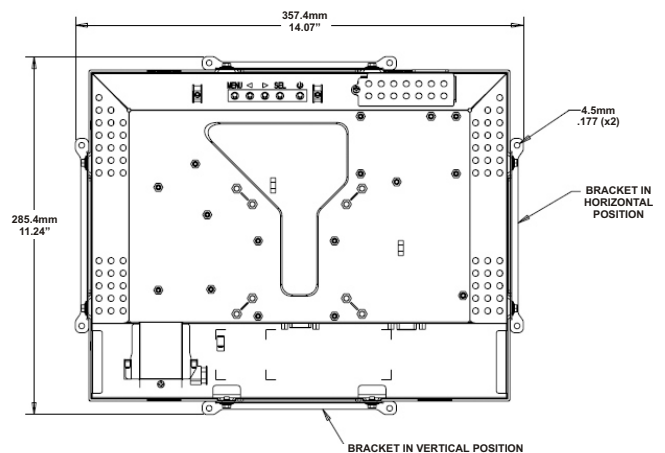 357.4mm
14.07”
MENU ◁ ▷ SEL ⏻
4.5mm
.177 (x2)
BRACKET IN
HORIZONTAL
POSITION
285.4mm
11.24”
BRACKET IN VERTICAL POSITION